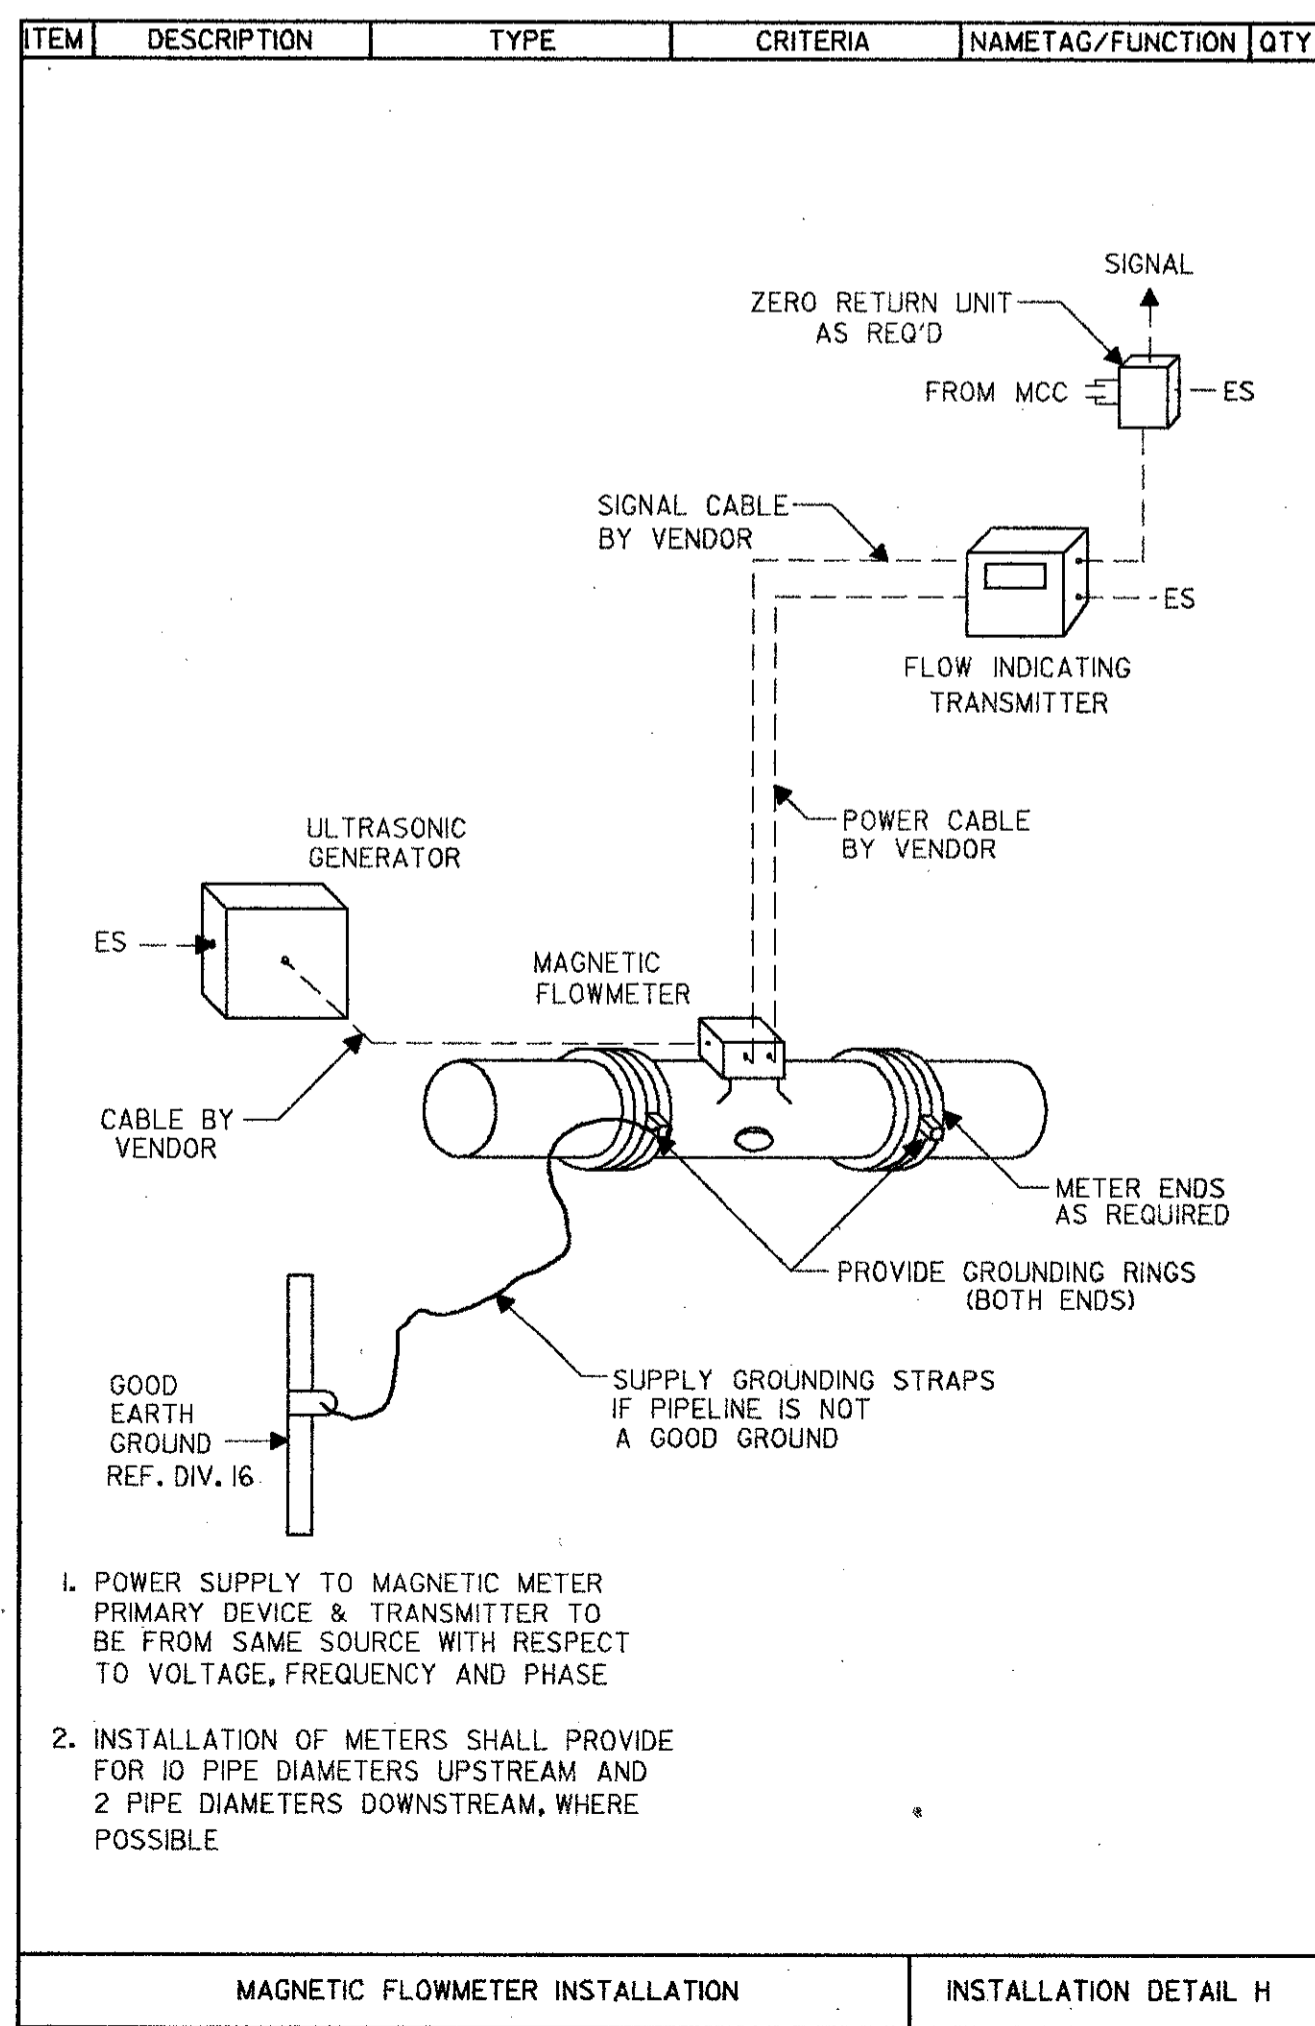 ITEM DESCRIPTION TYPE CRITERIA NAMETAG/FUNCTION QTY
SIGNAL
ZERO RETURN UNIT
AS REQ'D
FROM MCC
ES
SIGNAL CABLE
BY VENDOR
ES
FLOW INDICATING
TRANSMITTER
POWER CABLE
BY VENDOR
ULTRASONIC
GENERATOR
ES
MAGNETIC
FLOWMETER
CABLE BY
VENDOR
METER ENDS
AS REQUIRED
PROVIDE GROUNDING RINGS
(BOTH ENDS)
SUPPLY GROUNDING STRAPS
IF PIPELINE IS NOT
A GOOD GROUND
GOOD
EARTH
GROUND
REF. DIV. 16
1. POWER SUPPLY TO MAGNETIC METER
PRIMARY DEVICE & TRANSMITTER TO
BE FROM SAME SOURCE WITH RESPECT
TO VOLTAGE, FREQUENCY AND PHASE
2. INSTALLATION OF METERS SHALL PROVIDE
FOR 10 PIPE DIAMETERS UPSTREAM AND
2 PIPE DIAMETERS DOWNSTREAM, WHERE
POSSIBLE
MAGNETIC FLOWMETER INSTALLATION
INSTALLATION DETAIL H